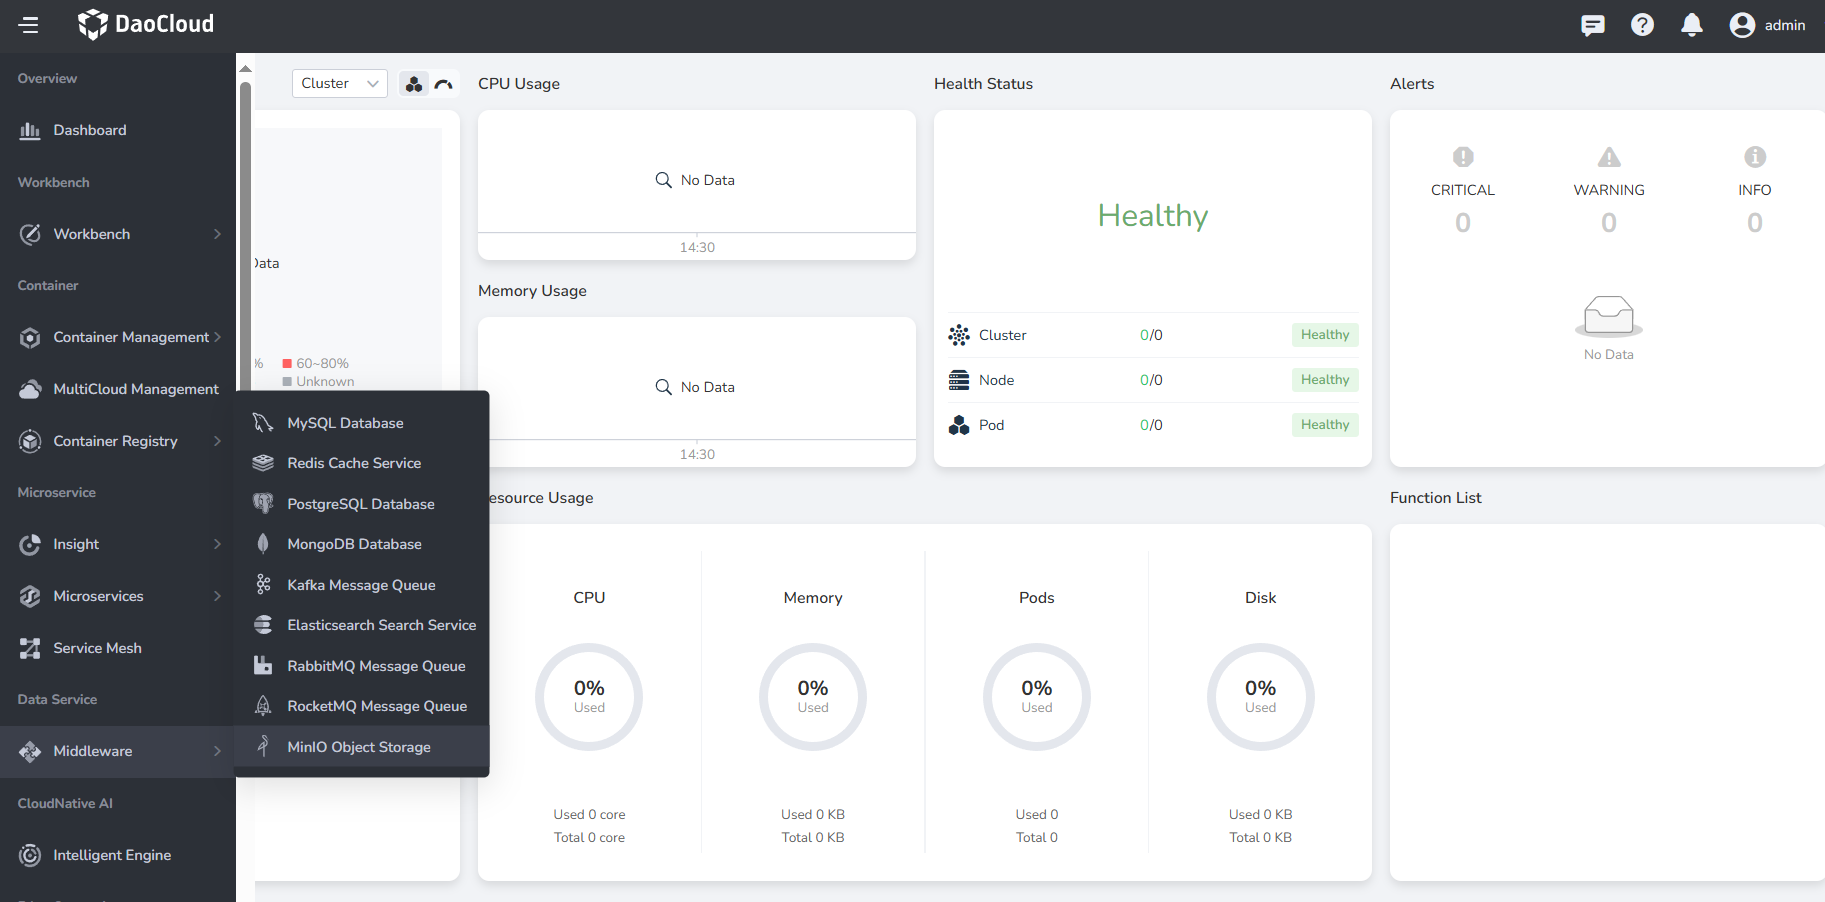 DaoCloud
admin
Overview
Dashboard
Workbench
Workbench
Container
Container Management
MultiCloud Management
Container Registry
Microservice
Insight
Microservices
Service Mesh
Data Service
Middleware
CloudNative AI
Intelligent Engine
MySQL Database
Redis Cache Service
PostgreSQL Database
MongoDB Database
Kafka Message Queue
Elasticsearch Search Service
RabbitMQ Message Queue
RocketMQ Message Queue
MinIO Object Storage
Cluster
Data
% 60~80%
Unknown
CPU Usage
No Data
14:30
Memory Usage
No Data
14:30
Health Status
Healthy
Cluster 0/0 Healthy
Node 0/0 Healthy
Pod 0/0 Healthy
Alerts
CRITICAL WARNING INFO
0 0 0
No Data
esource Usage
CPU Memory Pods Disk
0% 0% 0% 0%
Used Used Used Used
Used 0 core Used 0 KB Used 0 Used 0 KB
Total 0 core Total 0 KB Total 0 Total 0 KB
Function List